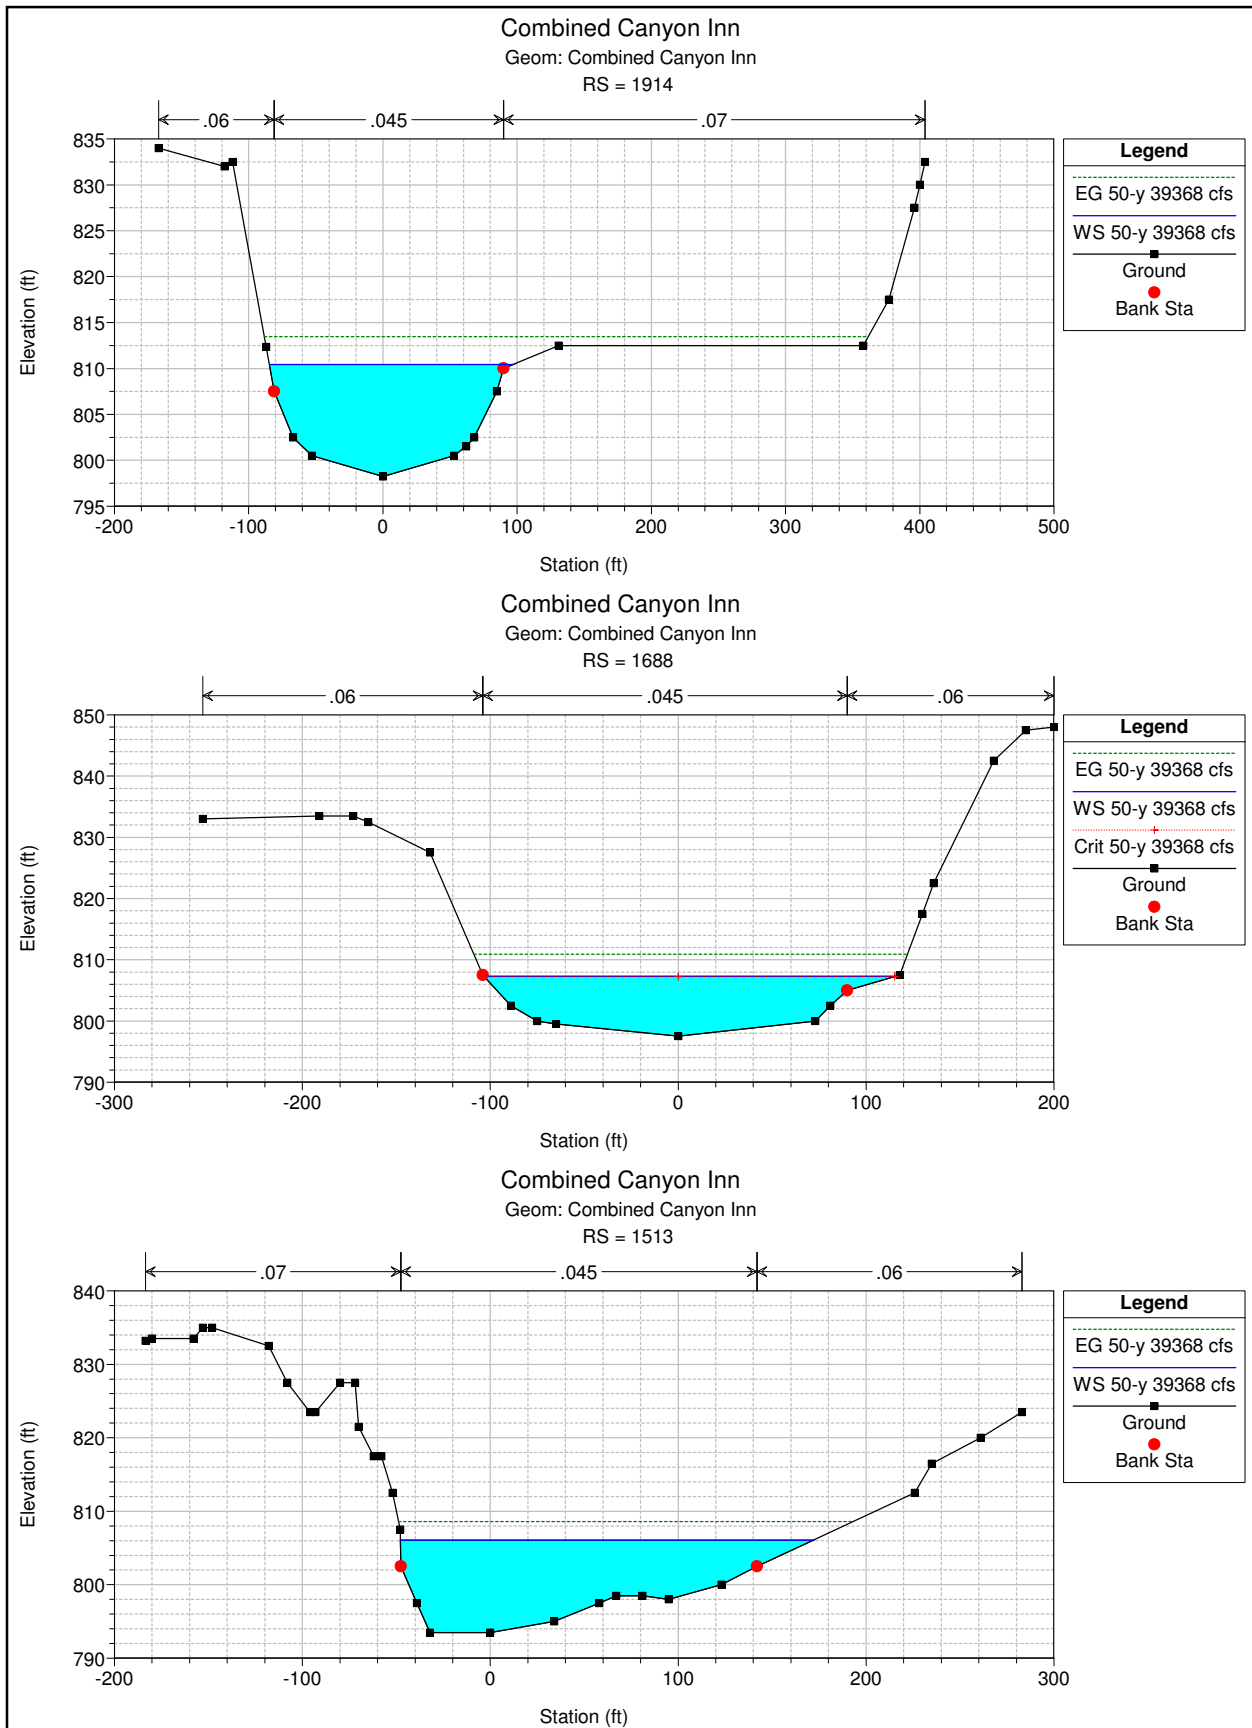 Combined Canyon Inn
Geom: Combined Canyon Inn
RS = 1914
.06 .045 .07
835
830
825
820
815
810
805
800
795
-200 -100 0 100 200 300 400 500
Elevation (ft)
Station (ft)
Legend
EG 50-y 39368 cfs
WS 50-y 39368 cfs
Ground
Bank Sta
Combined Canyon Inn
Geom: Combined Canyon Inn
RS = 1688
.06 .045 .06
850
840
830
820
810
800
790
-300 -200 -100 0 100 200
Elevation (ft)
Station (ft)
Legend
EG 50-y 39368 cfs
WS 50-y 39368 cfs
Crit 50-y 39368 cfs
Ground
Bank Sta
Combined Canyon Inn
Geom: Combined Canyon Inn
RS = 1513
.07 .045 .06
840
830
820
810
800
790
-200 -100 0 100 200 300
Elevation (ft)
Station (ft)
Legend
EG 50-y 39368 cfs
WS 50-y 39368 cfs
Ground
Bank Sta